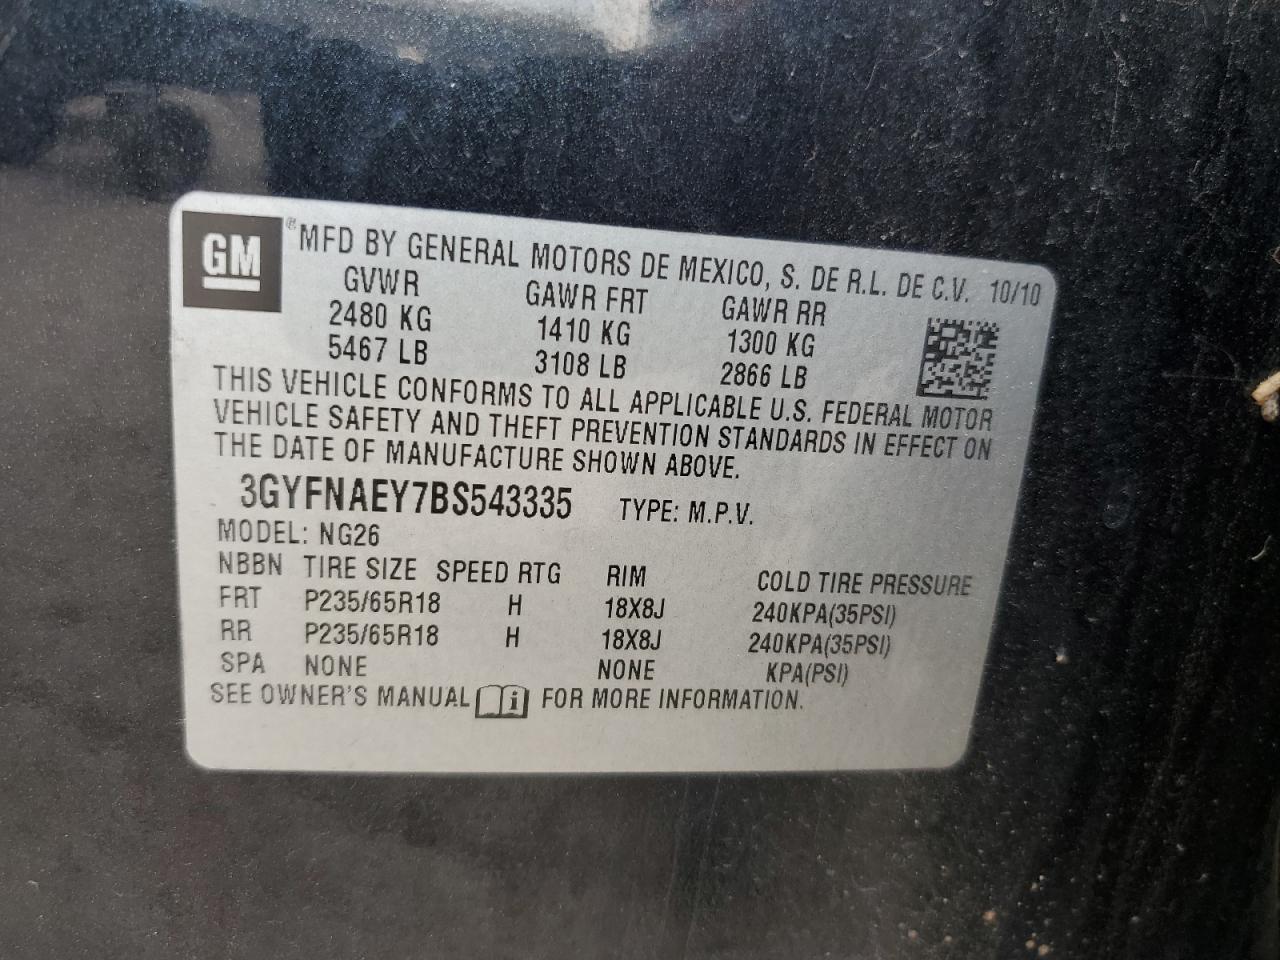 GM ® MFD BY GENERAL MOTORS DE MEXICO, S. DE R.L. DE C.V. 10/10
GVWR GAWR FRT GAWR RR
2480 KG 1410 KG 1300 KG
5467 LB 3108 LB 2866 LB
THIS VEHICLE CONFORMS TO ALL APPLICABLE U.S. FEDERAL MOTOR
VEHICLE SAFETY AND THEFT PREVENTION STANDARDS IN EFFECT ON
THE DATE OF MANUFACTURE SHOWN ABOVE.
3GYFNAEY7BS543335 TYPE: M.P.V.
MODEL: NG26
NBBN TIRE SIZE SPEED RTG RIM COLD TIRE PRESSURE
FRT P235/65R18 H 18X8J 240KPA(35PSI)
RR P235/65R18 H 18X8J 240KPA(35PSI)
SPA NONE NONE KPA(PSI)
SEE OWNER'S MANUAL i FOR MORE INFORMATION.